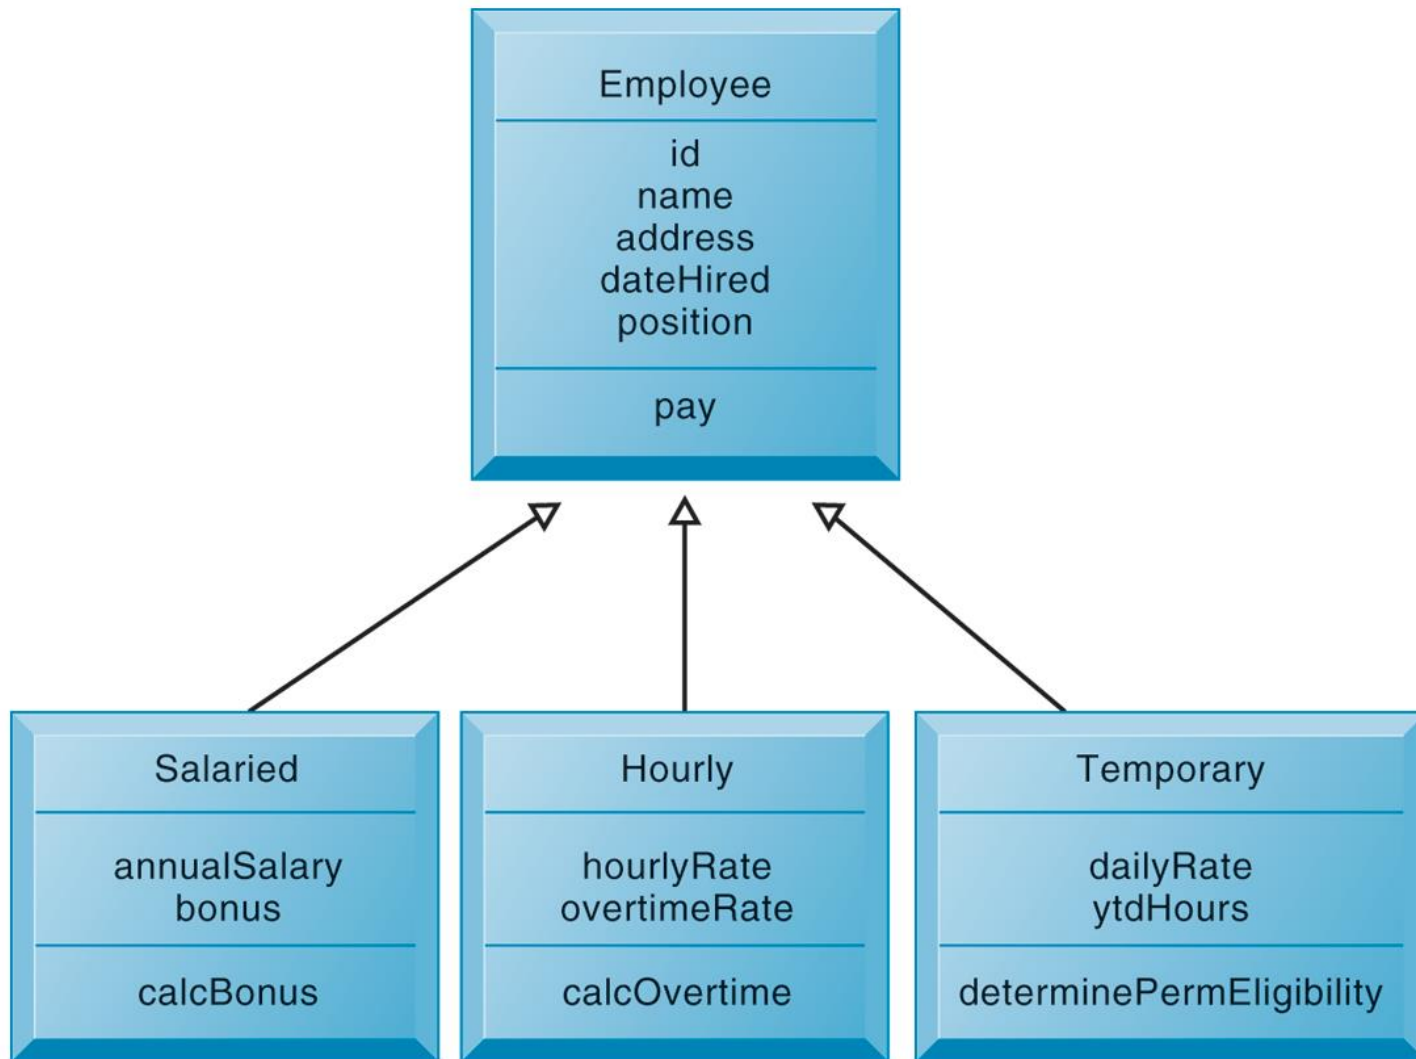 Employee
id
name
address
dateHired
position
pay
Salaried
annualSalary
bonus
calcBonus
Hourly
hourlyRate
overtimeRate
calcOvertime
Temporary
dailyRate
ytdHours
determinePermEligibility